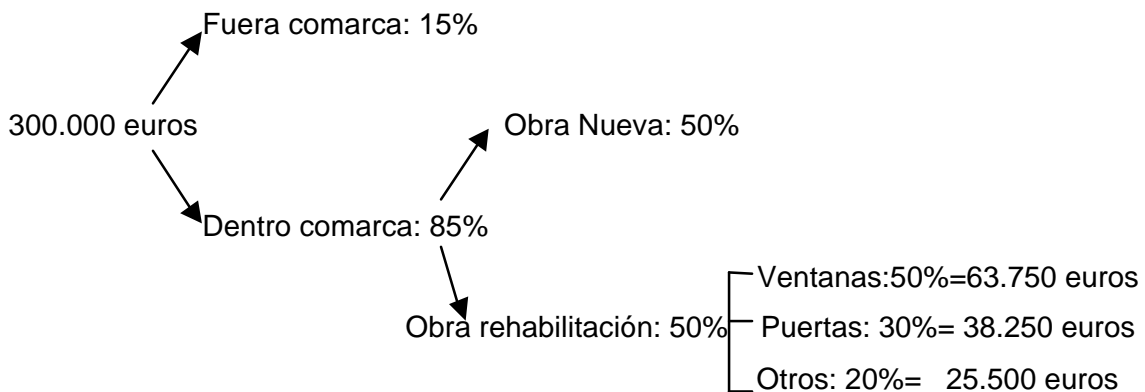 Fuera comarca: 15%
300.000 euros
Obra Nueva: 50%
Dentro comarca: 85%
Ventanas:50%=63.750 euros
Obra rehabilitación: 50%
Puertas: 30%= 38.250 euros
Otros: 20%= 25.500 euros